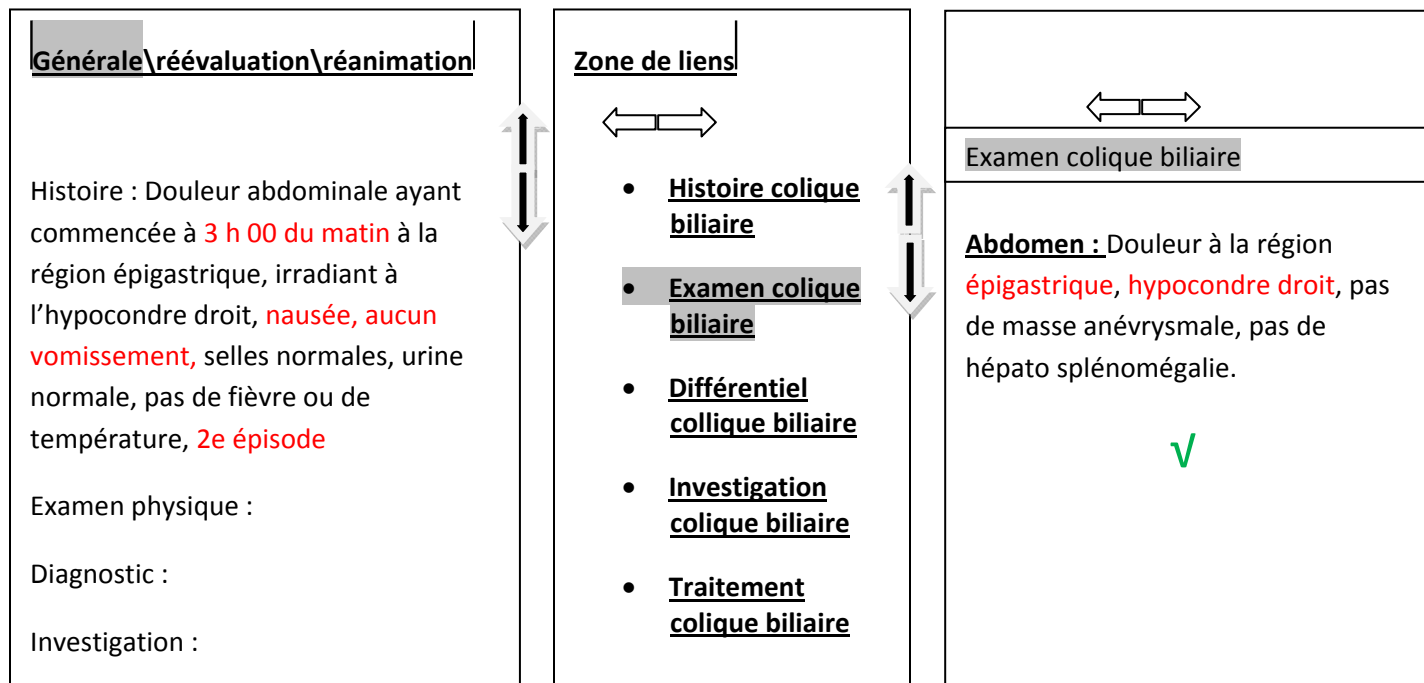 Générale\réévaluation\réanimation
Histoire : Douleur abdominale ayant
commencée à 3 h 00 du matin à la
région épigastrique, irradiant à
l’hypocondre droit, nausée, aucun
vomissement, selles normales, urine
normale, pas de fièvre ou de
température, 2e épisode
Examen physique :
Diagnostic :
Investigation :
Zone de liens
• Histoire colique
biliaire
• Examen colique
biliaire
• Différentiel
collique biliaire
• Investigation
colique biliaire
• Traitement
colique biliaire
Examen colique biliaire
Abdomen : Douleur à la région
épigastrique, hypocondre droit, pas
de masse anévrysmale, pas de
hépato splénomégalie.
√